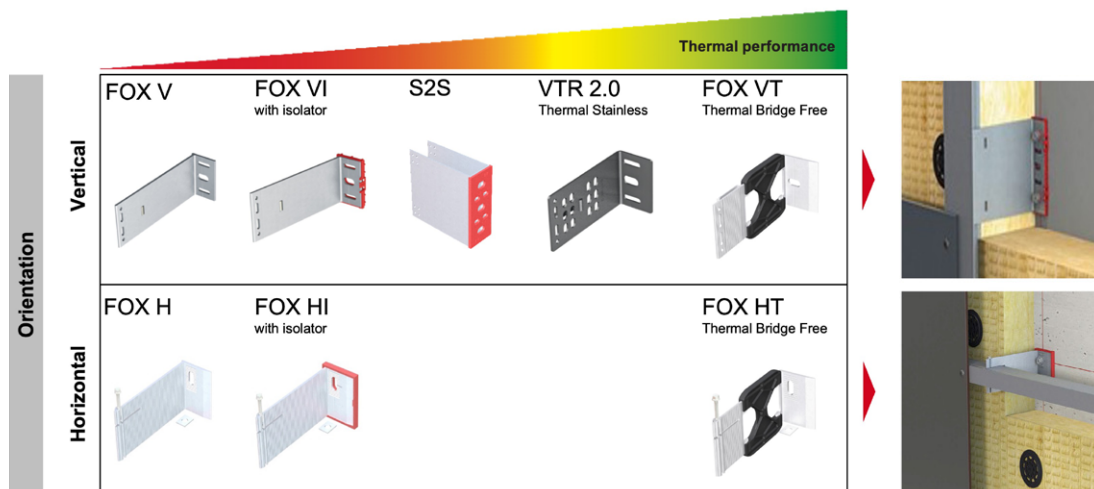 Thermal performance
Orientation
Vertical
FOX V
FOX VI
with isolator
S2S
VTR 2.0
Thermal Stainless
FOX VT
Thermal Bridge Free
Horizontal
FOX H
FOX HI
with isolator
FOX HT
Thermal Bridge Free